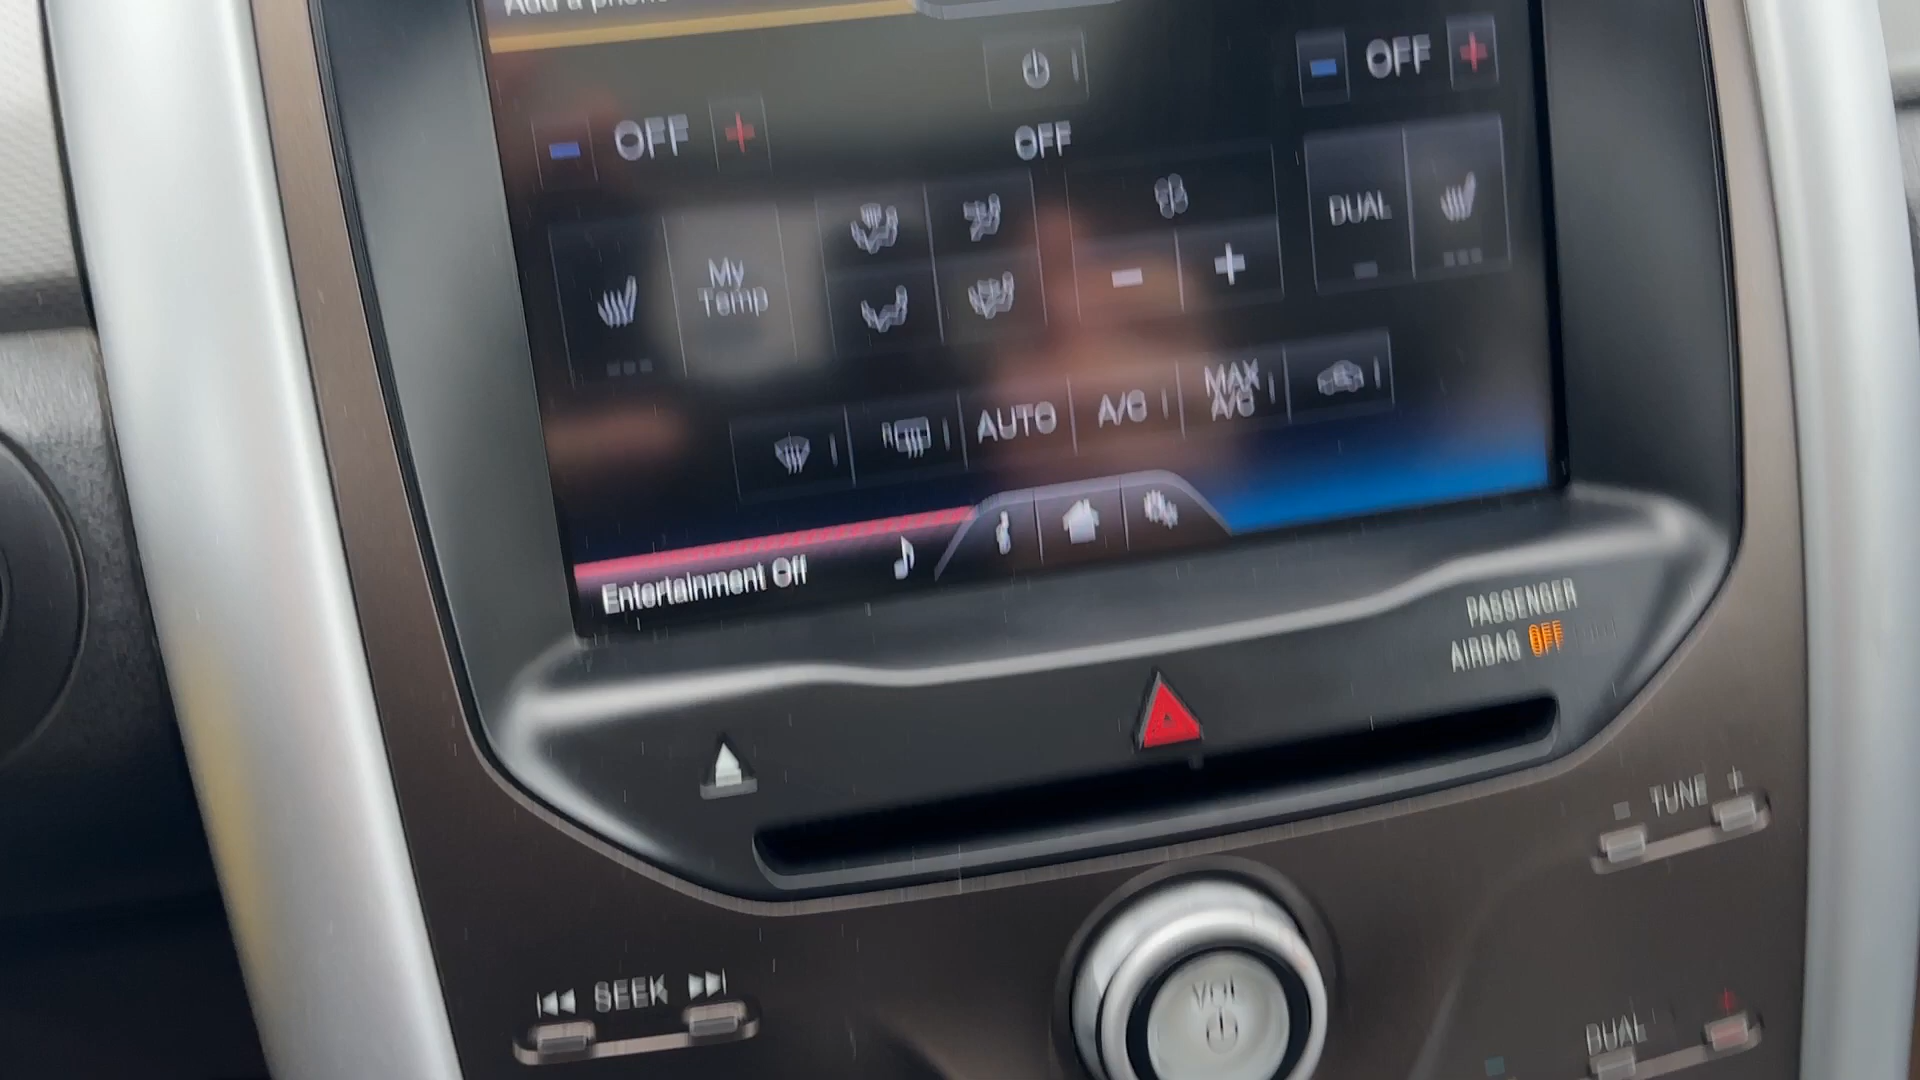 Add a phone
OFF
OFF
OFF
DUAL
My
Temp
R
AUTO
A/C
MAX
A/C
Entertainment Off
PASSENGER
AIRBAG OFF
TUNE
SEEK
VOL
DUAL